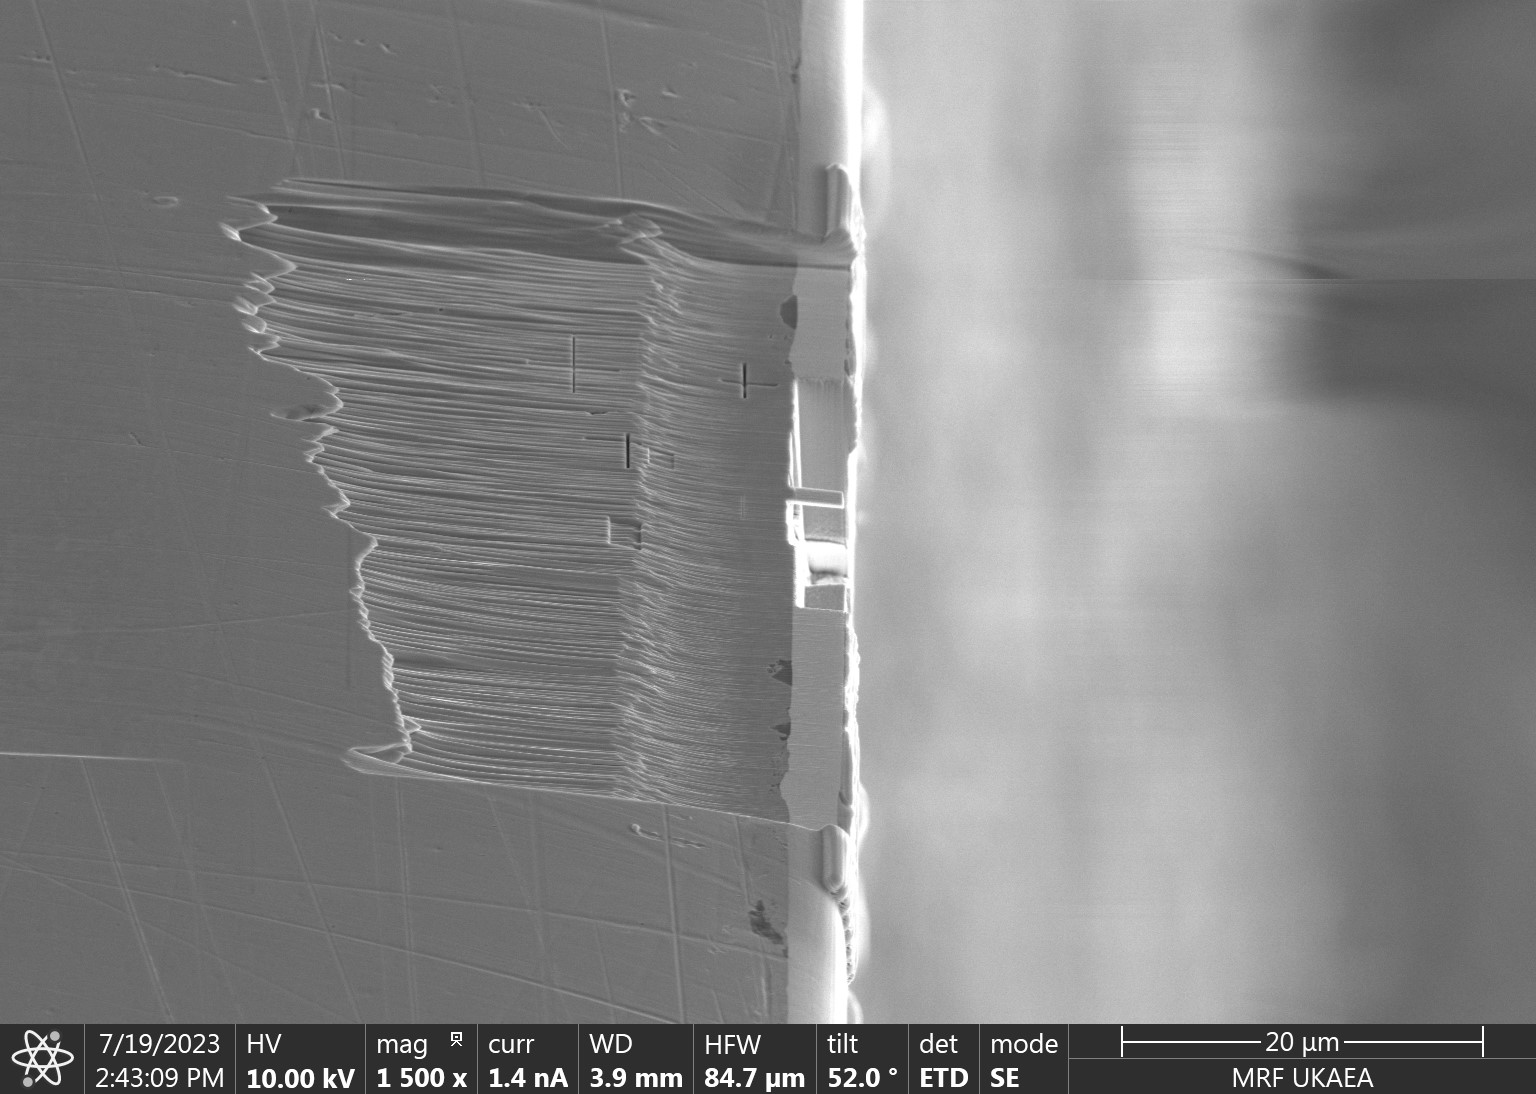 7/19/2023
2:43:09 PM
HV
10.00 kV
mag
1 500 x
curr
1.4 nA
WD
3.9 mm
HFW
84.7 µm
tilt
52.0 °
det
ETD
mode
SE
20 µm
MRF UKAEA